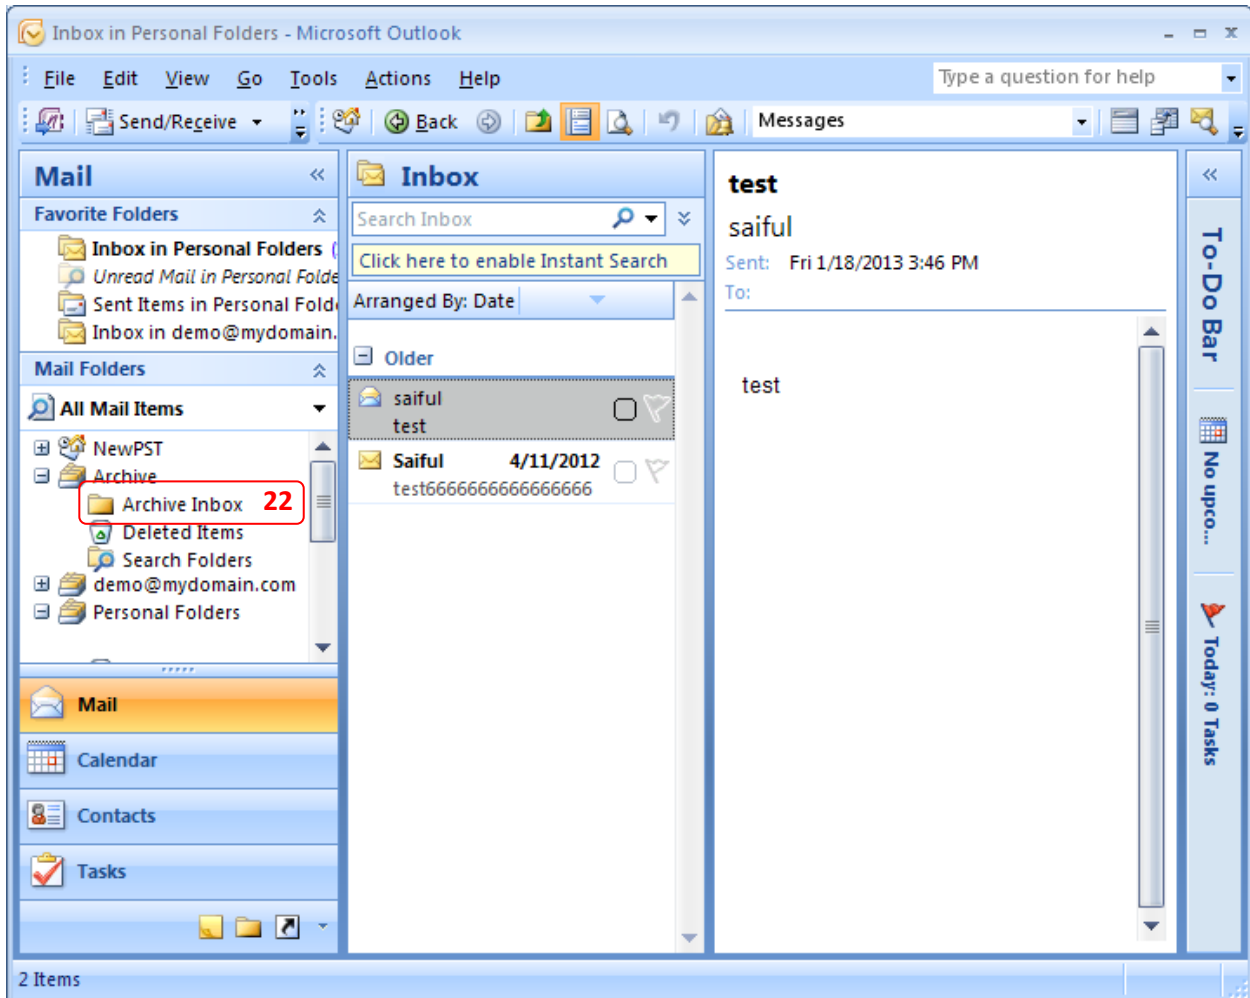 Inbox in Personal Folders - Microsoft Outlook
File Edit View Go Tools Actions Help
Type a question for help
Send/Receive
Back
Messages
Mail
Favorite Folders
Inbox in Personal Folders (
Unread Mail in Personal Folde
Sent Items in Personal Folde
Inbox in demo@mydomain.
Mail Folders
All Mail Items
NewPST
Archive
Archive Inbox 22
Deleted Items
Search Folders
demo@mydomain.com
Personal Folders
Mail
Calendar
Contacts
Tasks
Inbox
Search Inbox
Click here to enable Instant Search
Arranged By: Date
Older
saiful
test
Saiful 4/11/2012
test6666666666666666
test
saiful
Sent: Fri 1/18/2013 3:46 PM
To:
test
To-Do Bar
No upco...
Today: 0 Tasks
2 Items